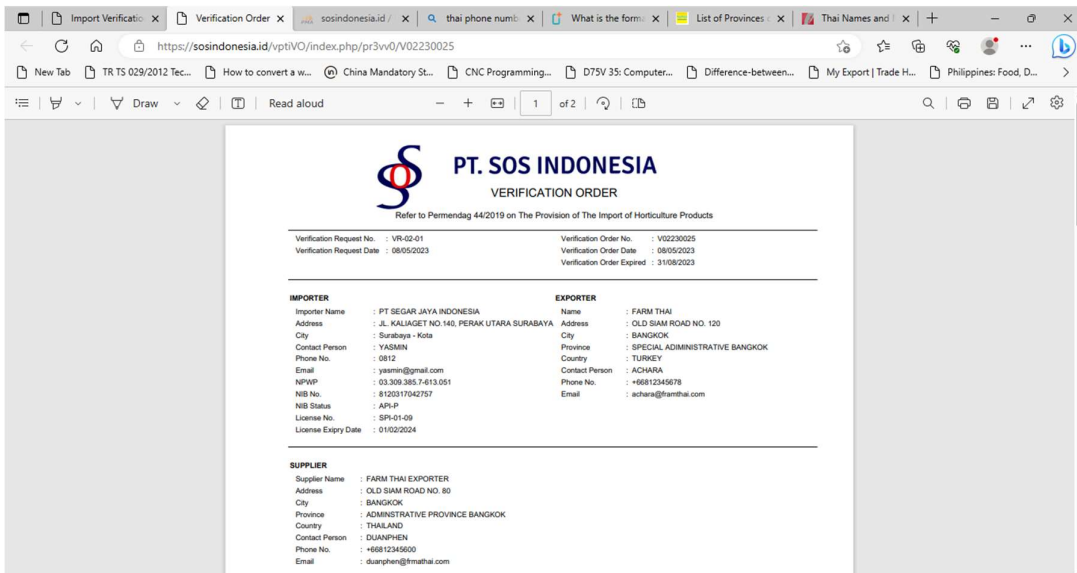 Import Verificatio
Verification Order
sosindonesia.id /
thai phone numb
What is the forma
List of Provinces
Thai Names and
https://sosindonesia.id/vptiVO/index.php/pr3vv0/V02230025
New Tab
TR TS 029/2012 Tec...
How to convert a w...
China Mandatory St...
CNC Programming...
D75V 35: Computer...
Difference-between...
My Export | Trade H...
Philippines: Food, D...
Draw
Read aloud
1 of 2
PT. SOS INDONESIA
VERIFICATION ORDER
Refer to Permendag 44/2019 on The Provision of The Import of Horticulture Products
Verification Request No. : VR-02-01
Verification Request Date : 08/05/2023
Verification Order No. : V02230025
Verification Order Date : 08/05/2023
Verification Order Expired : 31/08/2023
IMPORTER
Importer Name : PT SEGAR JAYA INDONESIA
Address : JL. KALIAGET NO.140, PERAK UTARA SURABAYA
City : Surabaya - Kota
Contact Person : YASMIN
Phone No. : 0812
Email : yasmin@gmail.com
NPWP : 03.309.385.7-613.051
NIB No. : 8120317042757
NIB Status : API-P
License No. : SPI-01-09
License Exipry Date : 01/02/2024
EXPORTER
Name : FARM THAI
Address : OLD SIAM ROAD NO. 120
City : BANGKOK
Province : SPECIAL ADIMINISTRATIVE BANGKOK
Country : TURKEY
Contact Person : ACHARA
Phone No. : +66812345678
Email : achara@framthai.com
SUPPLIER
Supplier Name : FARM THAI EXPORTER
Address : OLD SIAM ROAD NO. 80
City : BANGKOK
Province : ADMINSTRATIVE PROVINCE BANGKOK
Country : THAILAND
Contact Person : DUANPHEN
Phone No. : +66812345600
Email : duanphen@frmathai.com